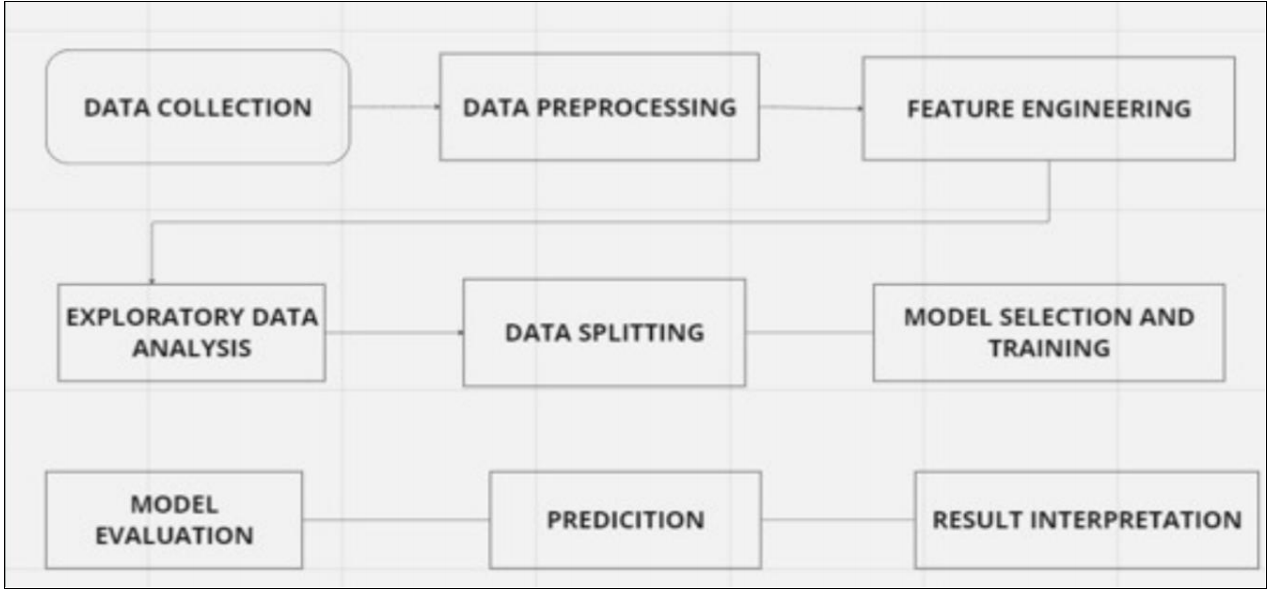 DATA COLLECTION
DATA PREPROCESSING
FEATURE ENGINEERING
EXPLORATORY DATA
ANALYSIS
DATA SPLITTING
MODEL SELECTION AND
TRAINING
MODEL
EVALUATION
PREDICITION
RESULT INTERPRETATION